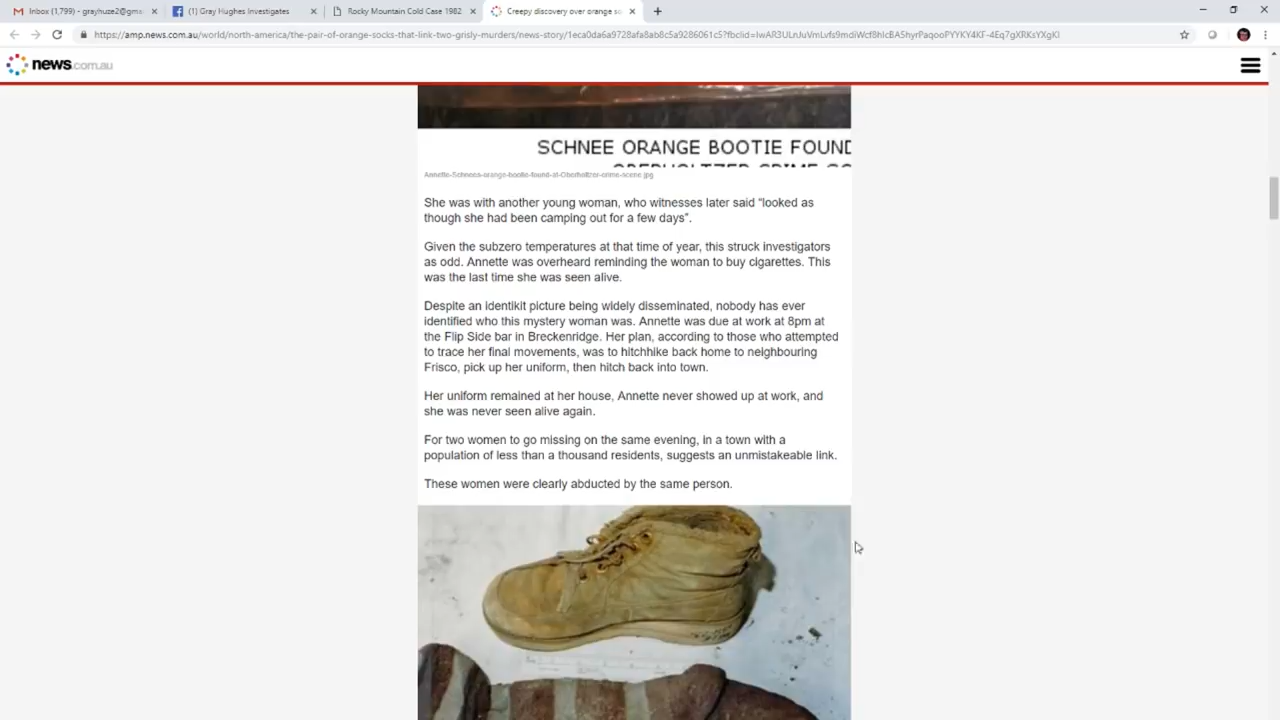 Inbox (1,799) - grayhuze2@gm
(1) Gray Hughes Investigates
Rocky Mountain Cold Case 1982
Creepy discovery over orange so
https://amp.news.com.au/world/north-america/the-pair-of-orange-socks-that-link-two-grisly-murders/news-story/
news.com.au
SCHNEE ORANGE BOOTIE FOUND
Annette-Schnees-orange-bootie-found-at-Oberholtzer-crime-scene.jpg
She was with another young woman, who witnesses later said “looked as
though she had been camping out for a few days”.
Given the subzero temperatures at that time of year, this struck investigators
as odd. Annette was overheard reminding the woman to buy cigarettes. This
was the last time she was seen alive.
Despite an identikit picture being widely disseminated, nobody has ever
identified who this mystery woman was. Annette was due at work at 8pm at
the Flip Side bar in Breckenridge. Her plan, according to those who attempted
to trace her final movements, was to hitchhike back home to neighbouring
Frisco, pick up her uniform, then hitch back into town.
Her uniform remained at her house, Annette never showed up at work, and
she was never seen alive again.
For two women to go missing on the same evening, in a town with a
population of less than a thousand residents, suggests an unmistakeable link.
These women were clearly abducted by the same person.